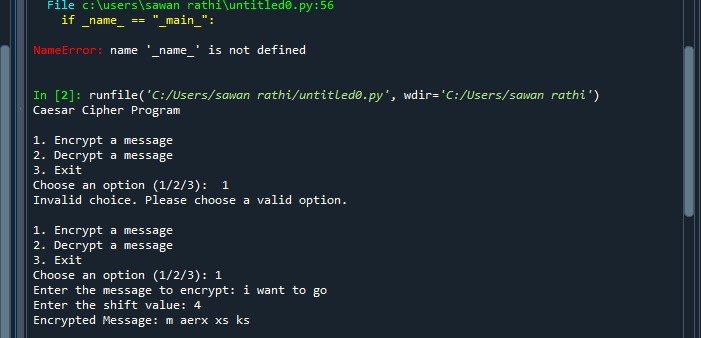 File c:\users\sawan rathi\untitled0.py:56
if _name_ == "_main_":
NameError: name '_name_' is not defined
In [2]: runfile('C:/Users/sawan rathi/untitled0.py', wdir='C:/Users/sawan rathi')
Caesar Cipher Program
1. Encrypt a message
2. Decrypt a message
3. Exit
Choose an option (1/2/3):  1
Invalid choice. Please choose a valid option.
1. Encrypt a message
2. Decrypt a message
3. Exit
Choose an option (1/2/3): 1
Enter the message to encrypt: i want to go
Enter the shift value: 4
Encrypted Message: m aerx xs ks